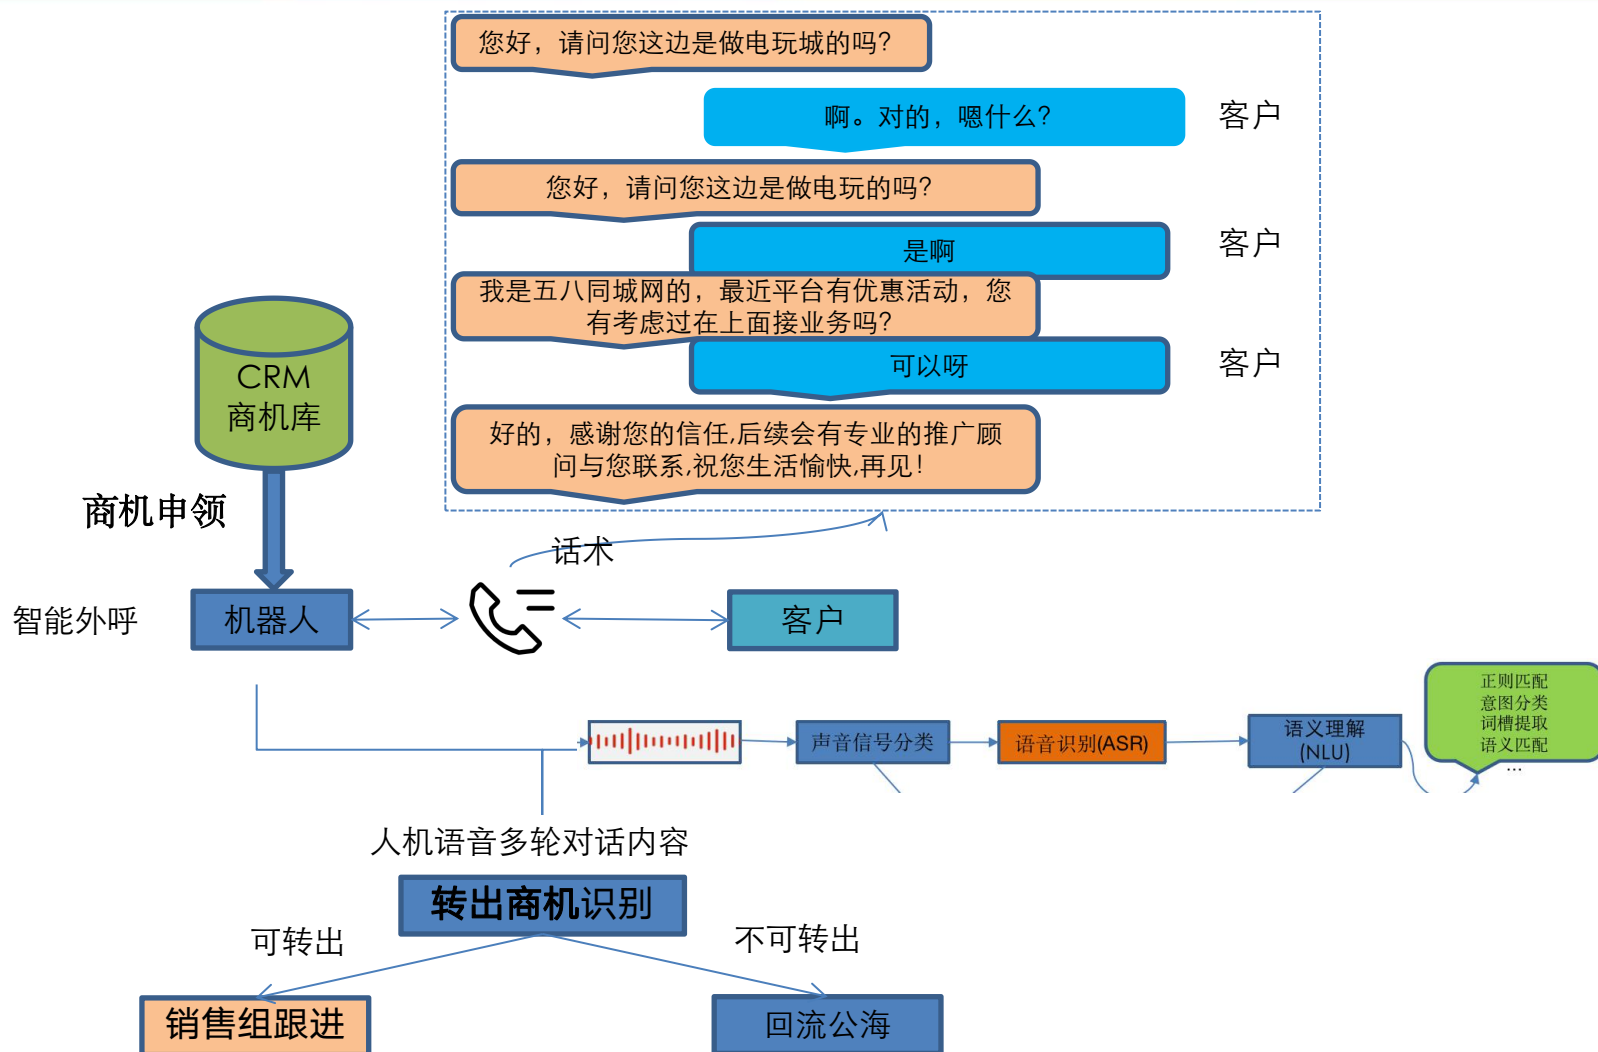 您好，请问您这边是做电玩城的吗？
啊。对的，嗯什么？
客户
您好，请问您这边是做电玩的吗？
是啊
客户
我是五八同城网的，最近平台有优惠活动，您
有考虑过在上面接业务吗？
可以呀
客户
好的，感谢您的信任,后续会有专业的推广顾
问与您联系,祝您生活愉快,再见！
CRM
商机库
商机申领
话术
智能外呼
机器人
客户
声音信号分类
语音识别(ASR)
语义理解
(NLU)
正则匹配
意图分类
词槽提取
语义匹配
...
人机语音多轮对话内容
转出商机识别
可转出
不可转出
销售组跟进
回流公海